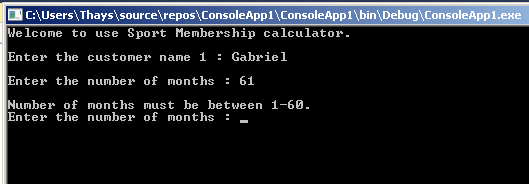 C:\Users\Thays\source\repos\ConsoleApp1\ConsoleApp1\bin\Debug\ConsoleApp1.exe
Welcome to use Sport Membership calculator.
Enter the customer name 1 : Gabriel
Enter the number of months : 61
Number of months must be between 1-60.
Enter the number of months : _